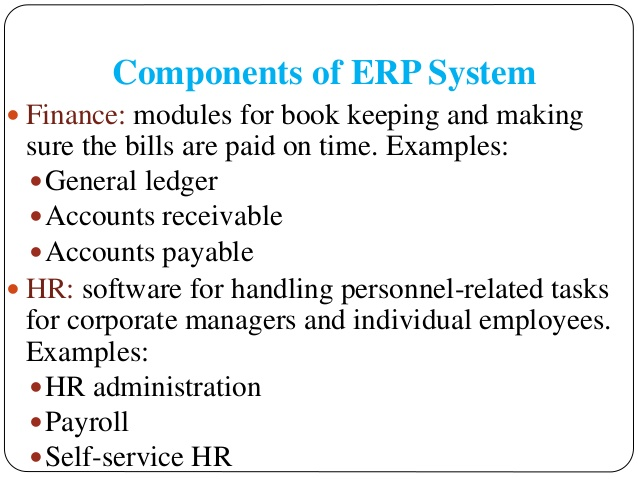 Components of ERP System
• Finance: modules for book keeping and making
sure the bills are paid on time. Examples:
• General ledger
• Accounts receivable
• Accounts payable
• HR: software for handling personnel-related tasks
for corporate managers and individual employees.
Examples:
• HR administration
• Payroll
• Self-service HR